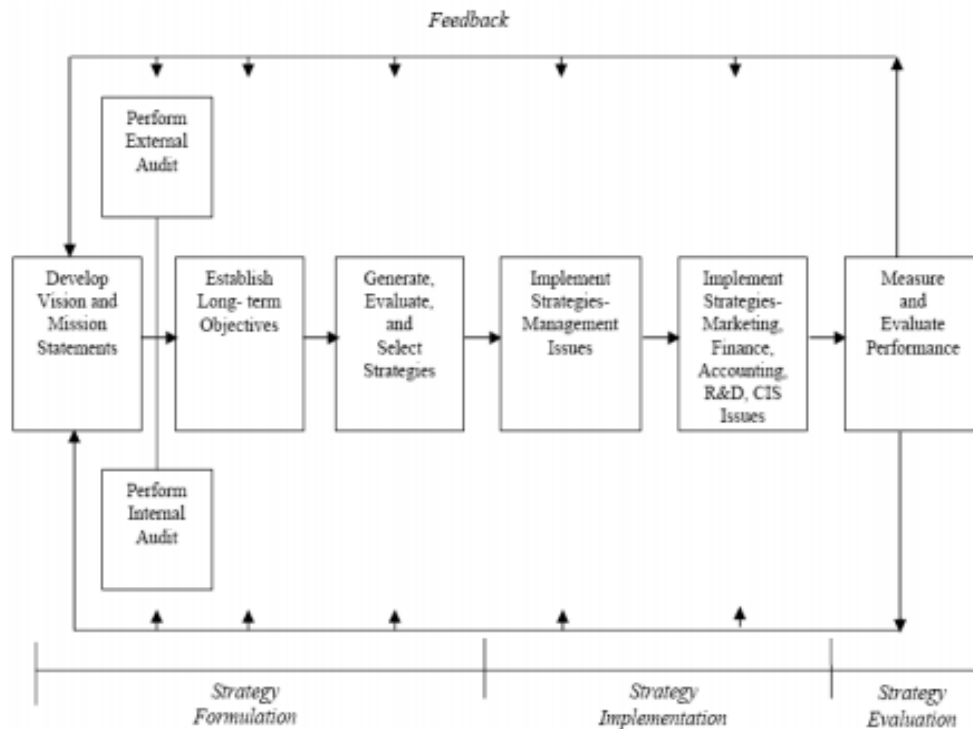 Feedback
Perform
External
Audit
Develop
Vision and
Mission
Statements
Establish
Long- term
Objectives
Generate,
Evaluate,
and
Select
Strategies
Implement
Strategies-
Management
Issues
Implement
Strategies-
Marketing,
Finance,
Accounting,
R&D, CIS
Issues
Measure
and
Evaluate
Performance
Perform
Internal
Audit
Strategy
Formulation
Strategy
Implementation
Strategy
Evaluation